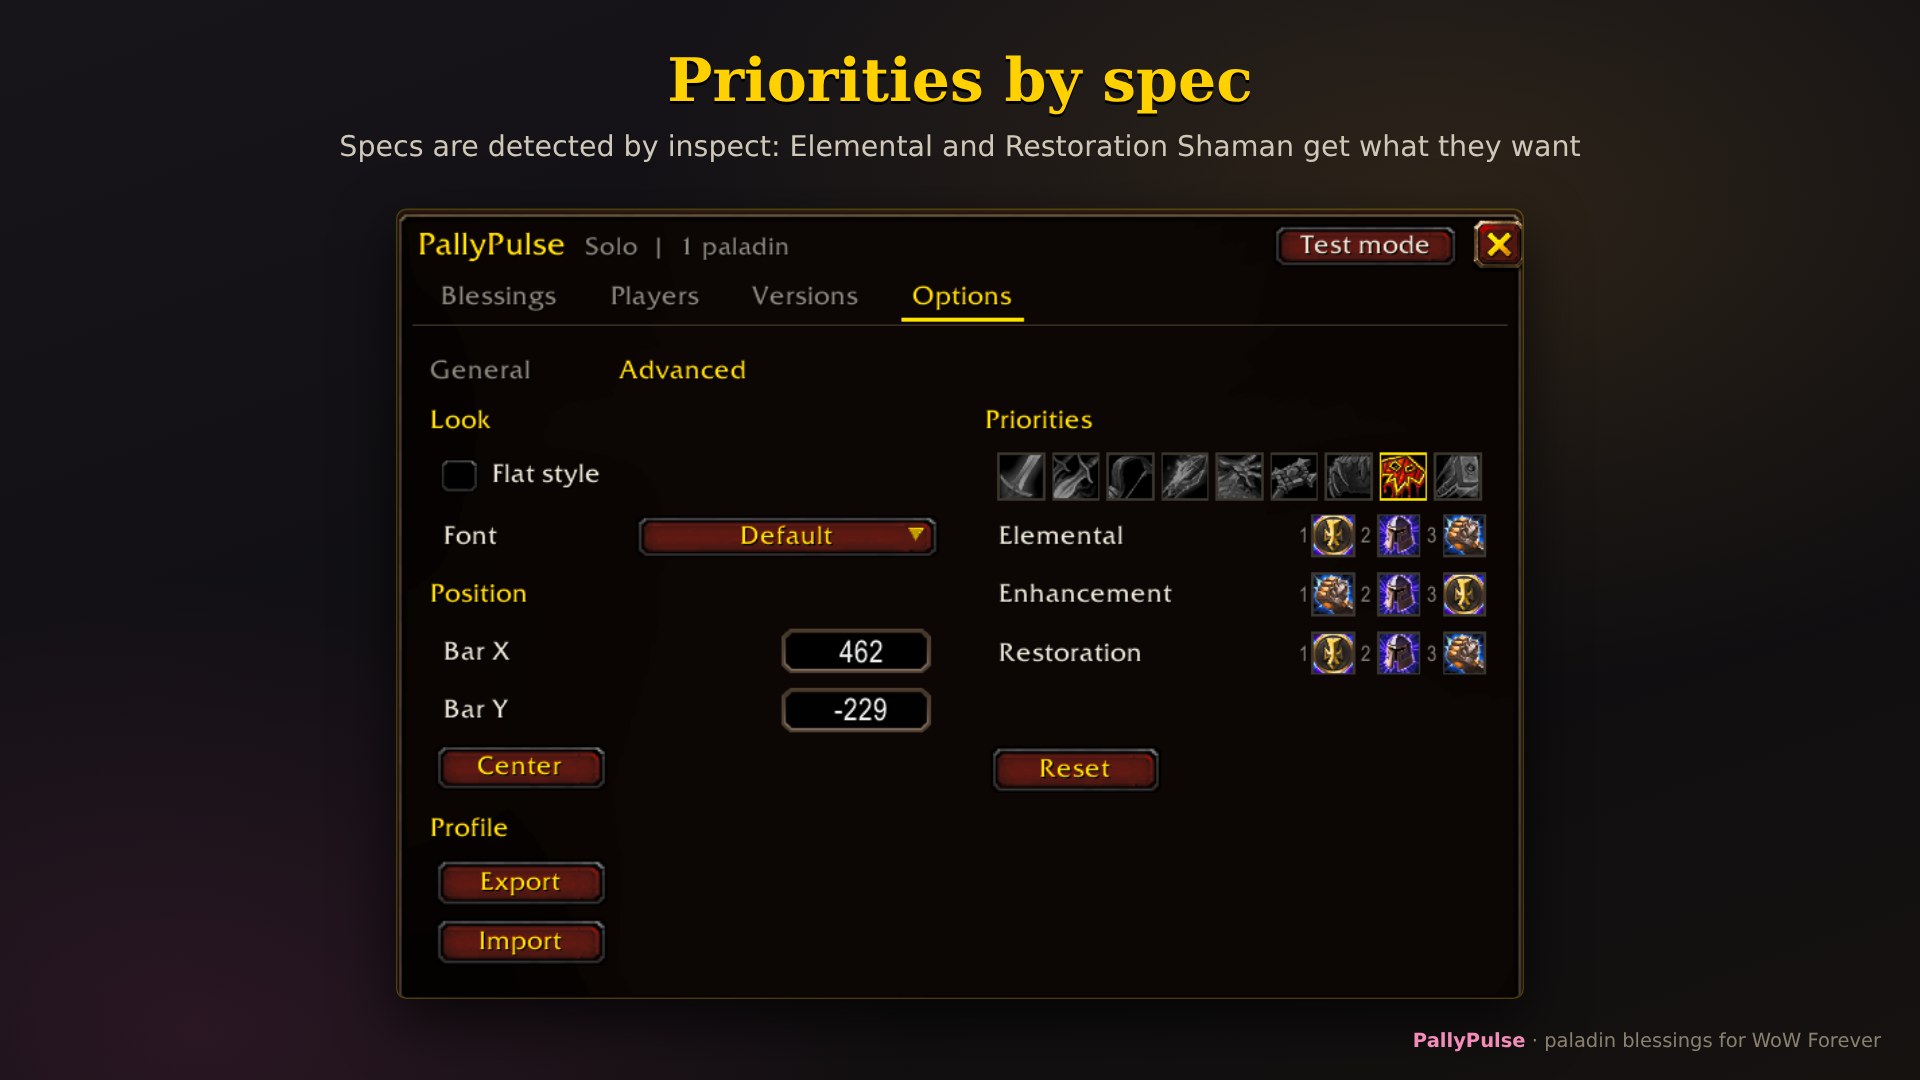 Priorities by spec
Specs are detected by inspect: Elemental and Restoration Shaman get what they want
PallyPulse Solo | 1 paladin Test mode
Blessings Players Versions Options
General Advanced
Look
Flat style
Font Default
Position
Bar X 462
Bar Y -229
Center
Profile
Export
Import
Priorities
Elemental 1 2 3
Enhancement 1 2 3
Restoration 1 2 3
Reset
PallyPulse · paladin blessings for WoW Forever